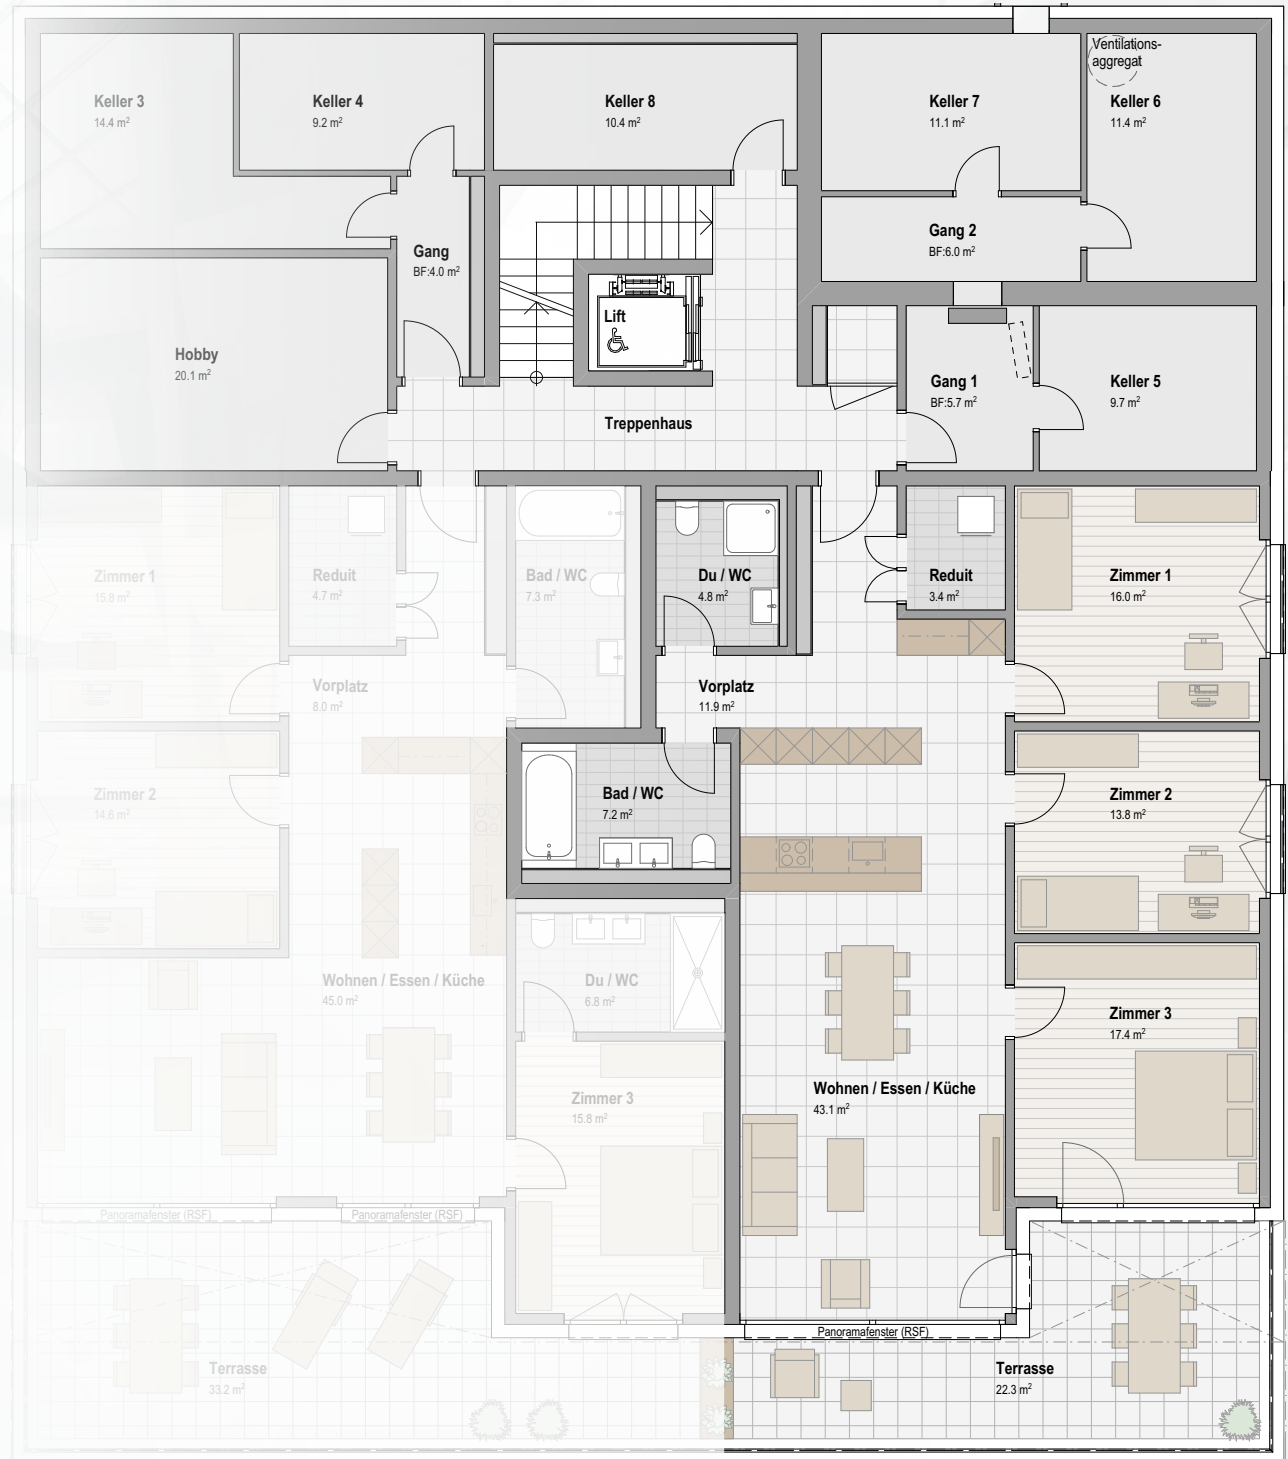 Ventilations-
aggregat
Keller 3
14.4 m²
Keller 4
9.2 m²
Keller 8
10.4 m²
Keller 7
11.1 m²
Keller 6
11.4 m²
Gang
BF:4.0 m²
Gang 2
BF:6.0 m²
Lift
Hobby
20.1 m²
Gang 1
BF:5.7 m²
Keller 5
9.7 m²
Treppenhaus
Zimmer 1
15.8 m²
Reduit
4.7 m²
Bad / WC
7.3 m²
Du / WC
4.8 m²
Reduit
3.4 m²
Zimmer 1
16.0 m²
Vorplatz
8.0 m²
Vorplatz
11.9 m²
Zimmer 2
14.6 m²
Bad / WC
7.2 m²
Zimmer 2
13.8 m²
Wohnen / Essen / Küche
45.0 m²
Du / WC
6.8 m²
Zimmer 3
17.4 m²
Zimmer 3
15.8 m²
Wohnen / Essen / Küche
43.1 m²
Panoramafenster (RSF)
Panoramafenster (RSF)
Panoramafenster (RSF)
Terrasse
33.2 m²
Terrasse
22.3 m²